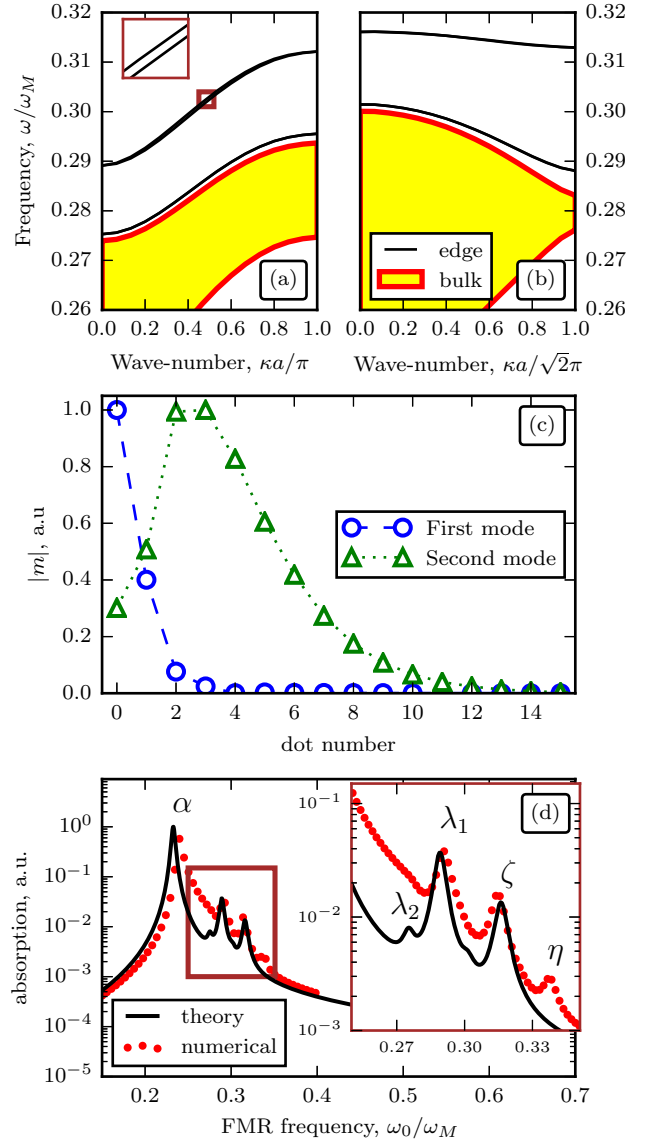 0.32
0.31
0.30
0.29
0.28
0.27
0.26
Frequency, ω/ω_M
0.0 0.2 0.4 0.6 0.8 1.0
Wave-number, κa/π
(a)
0.32
0.31
0.30
0.29
0.28
0.27
0.26
edge
bulk
(b)
0.0 0.2 0.4 0.6 0.8 1.0
Wave-number, κa/√2π
1.0
0.8
0.6
0.4
0.2
0.0
|m|, a.u
(c)
First mode
Second mode
0 2 4 6 8 10 12 14
dot number
10^0
10^-1
10^-2
10^-3
10^-4
10^-5
absorption, a.u.
α
theory
numerical
10^-1
10^-2
10^-3
(d)
λ_1
λ_2
ζ
η
0.27 0.30 0.33
0.2 0.3 0.4 0.5 0.6 0.7
FMR frequency, ω_0/ω_M